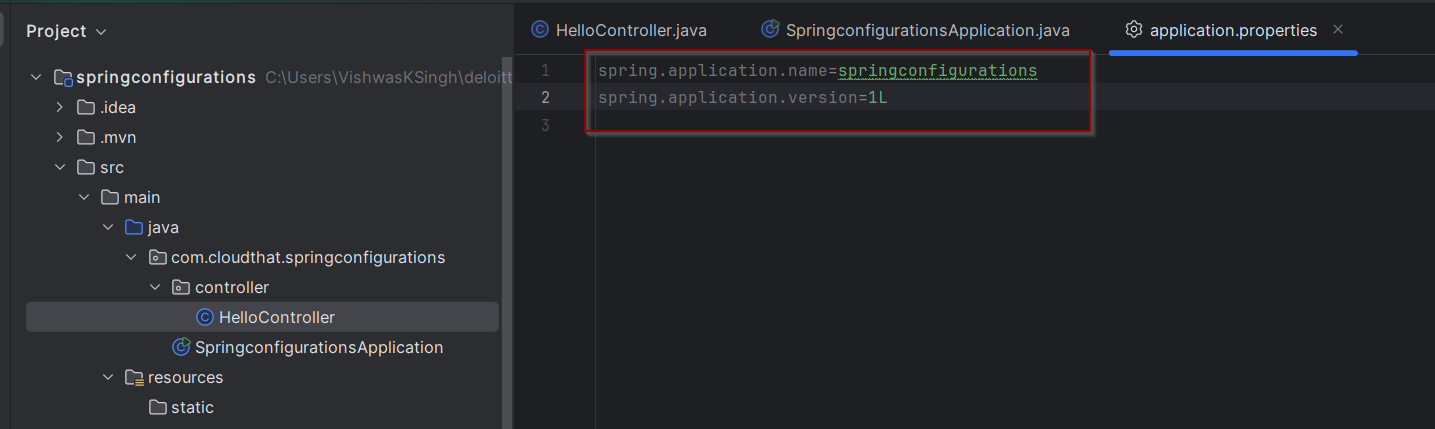 Project
springconfigurations C:\Users\VishwasKSingh\deloitt
.idea
.mvn
src
main
java
com.cloudthat.springconfigurations
controller
HelloController
SpringconfigurationsApplication
resources
static
HelloController.java SpringconfigurationsApplication.java application.properties
1 spring.application.name=springconfigurations
2 spring.application.version=1L
3